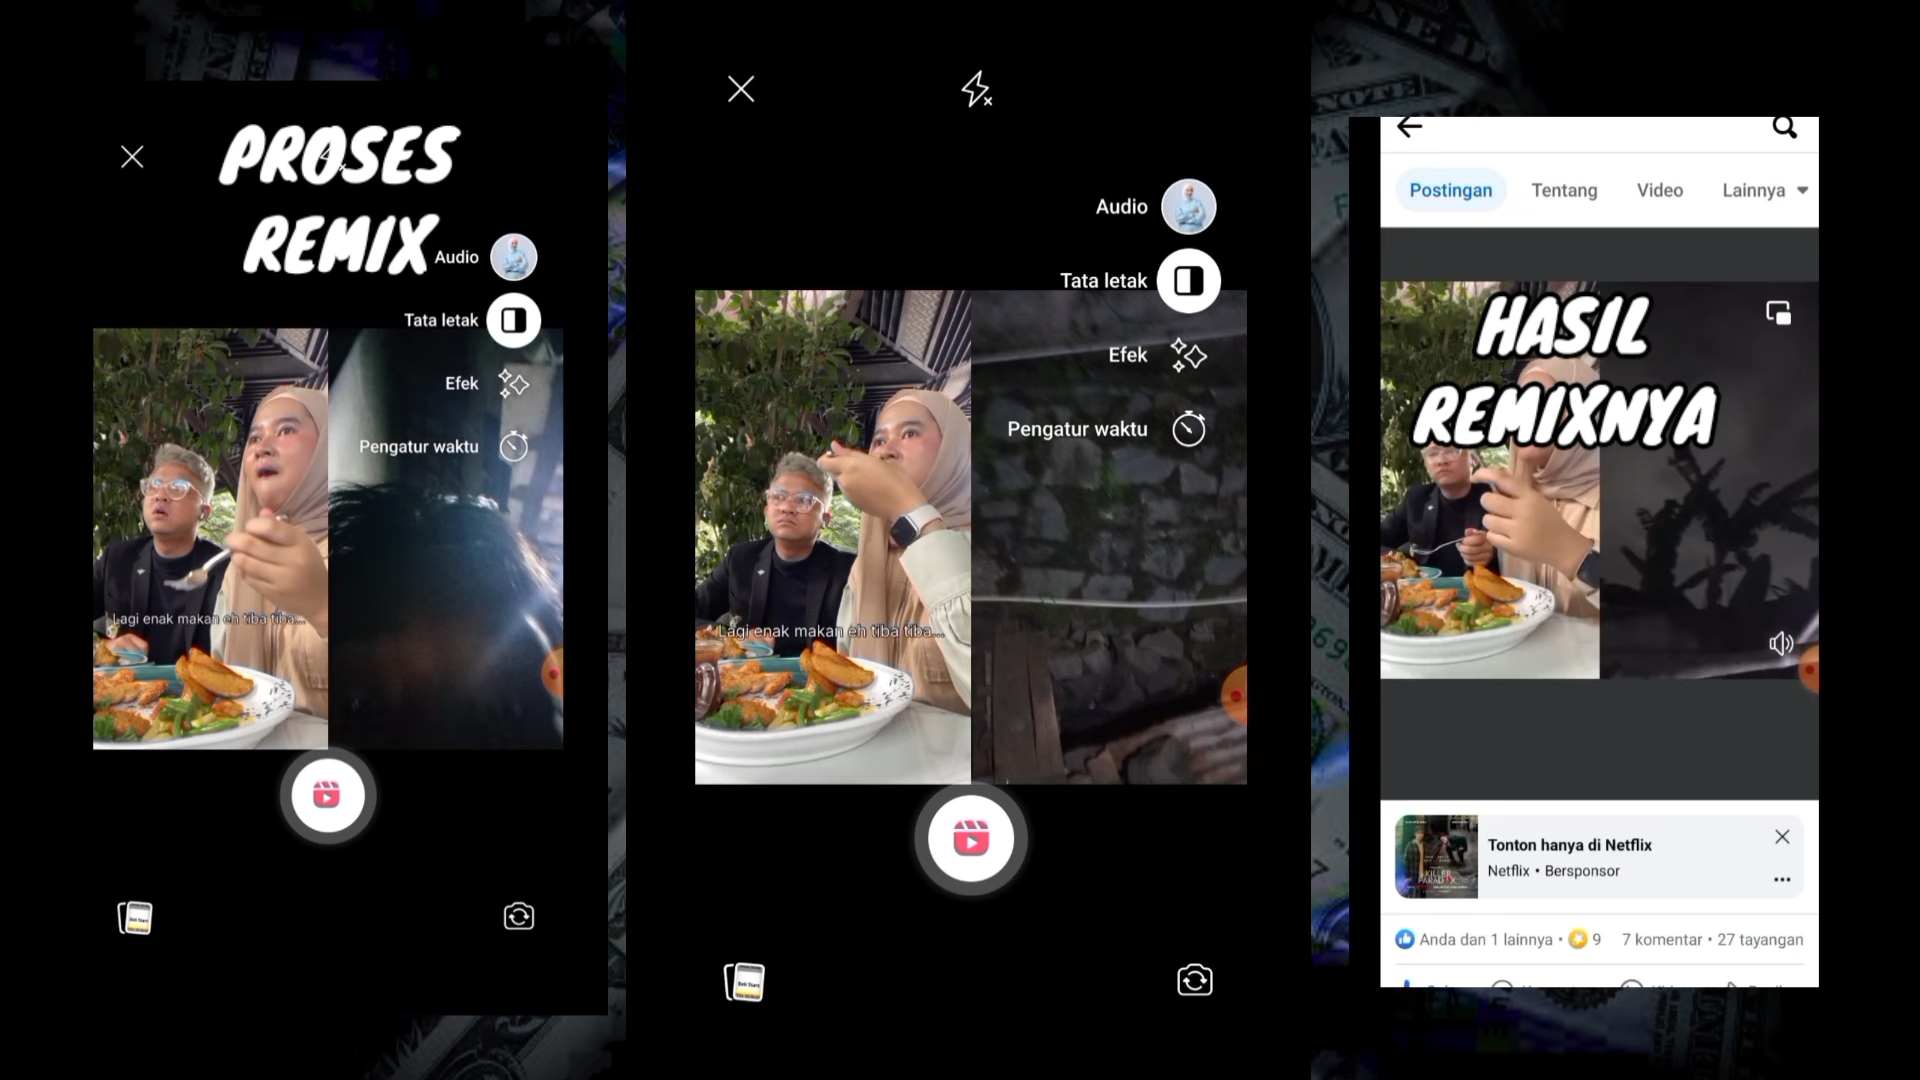 PROSES
REMIX
Audio
Tata letak
Efek
Pengatur waktu
Lagi enak makan eh tiba tiba...
Audio
Tata letak
Efek
Pengatur waktu
Lagi enak makan eh tiba tiba...
Postingan
Tentang
Video
Lainnya
HASIL
REMIXNYA
Tonton hanya di Netflix
Netflix • Bersponsor
Anda dan 1 lainnya • 9
7 komentar • 27 tayangan